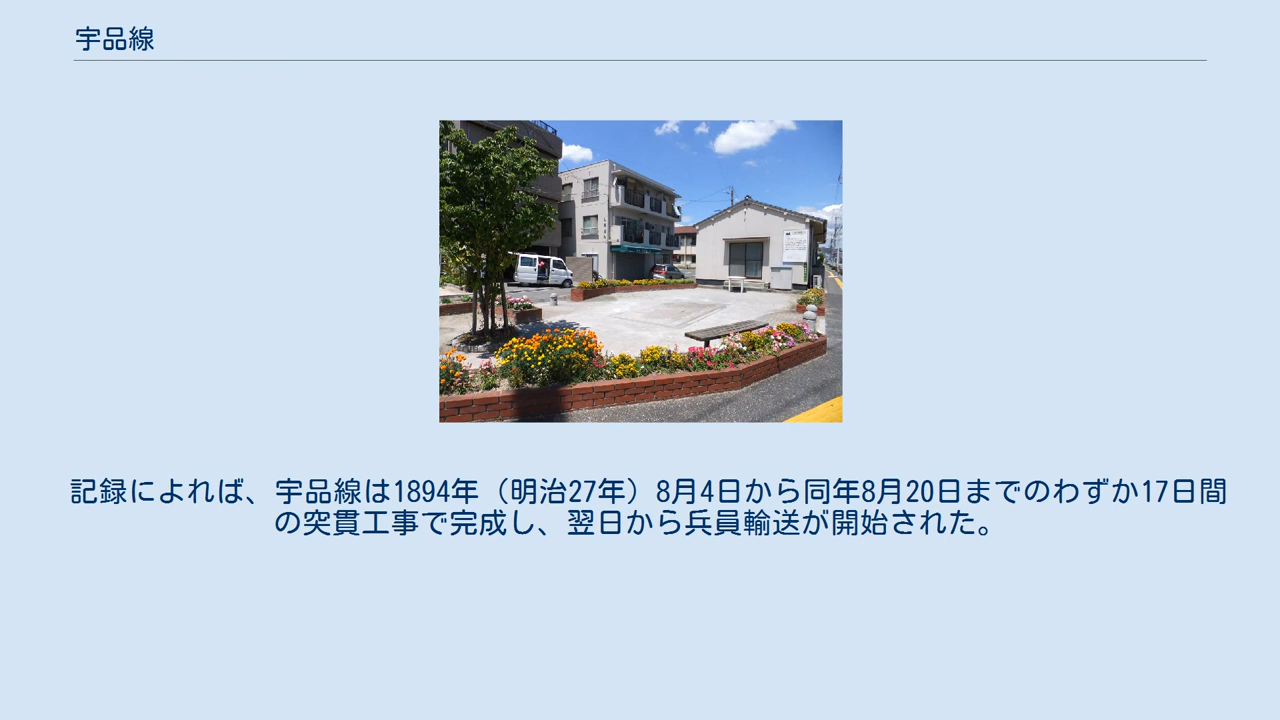 宇品線
記録によれば、宇品線は1894年（明治27年）8月4日から同年8月20日までのわずか17日間
の突貫工事で完成し、翌日から兵員輸送が開始された。